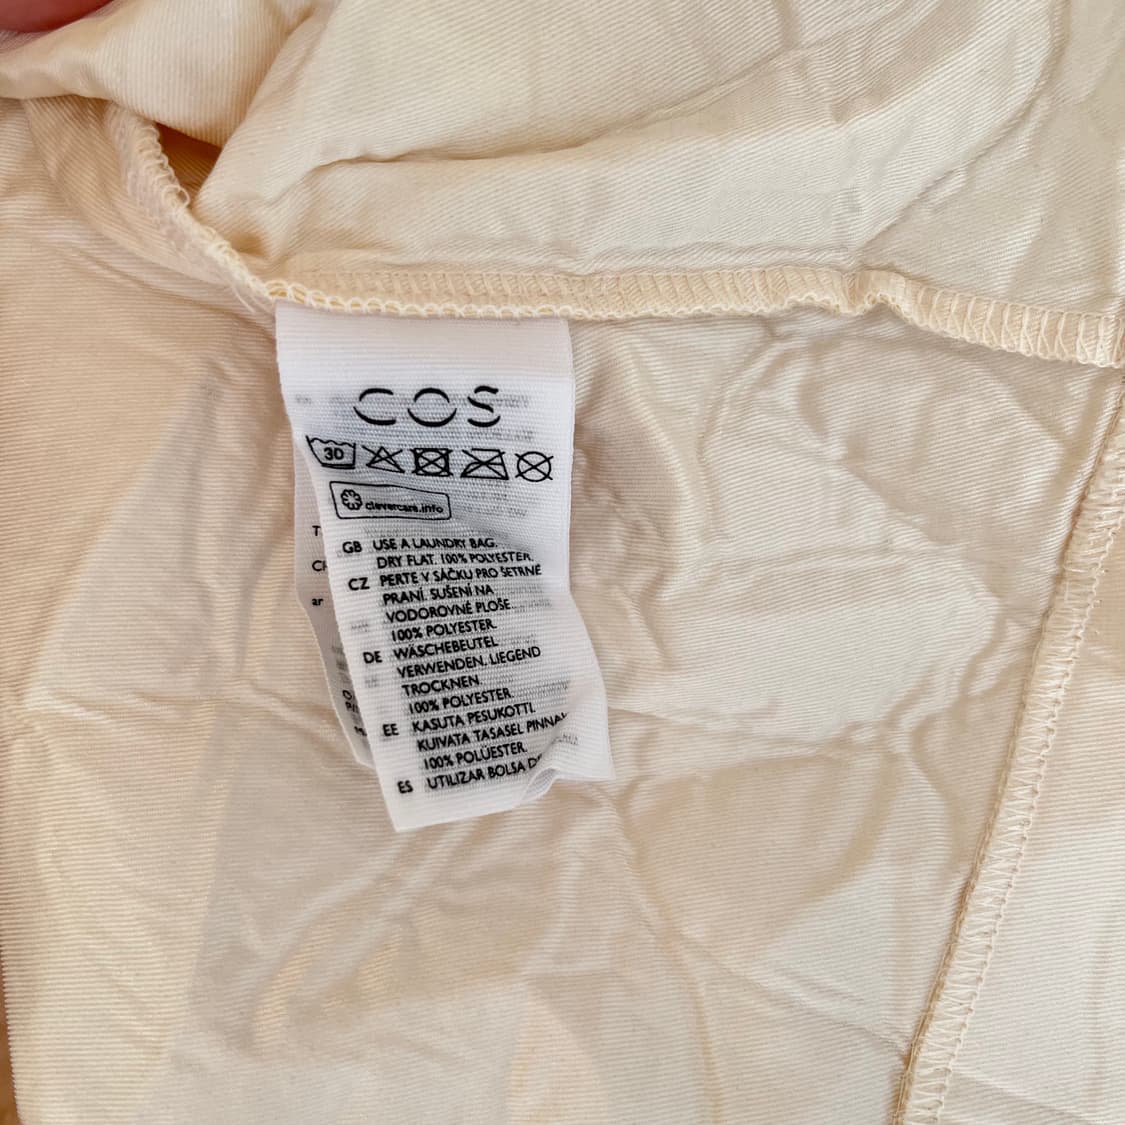 COS
30
clevercare.info
GB USE A LAUNDRY BAG.
DRY FLAT. 100% POLYESTER.
CZ PERTE V SÁČKU PRO ŠETRNÉ
PRANÍ. SUŠENÍ NA
VODOROVNÉ PLOŠE.
100% POLYESTER.
DE WÄSCHEBEUTEL
VERWENDEN. LIEGEND
TROCKNEN.
100% POLYESTER.
EE KASUTA PESUKOTTI.
KUIVATA TASASEL
100% POLÜESTER.
ES UTILIZAR BOLSA